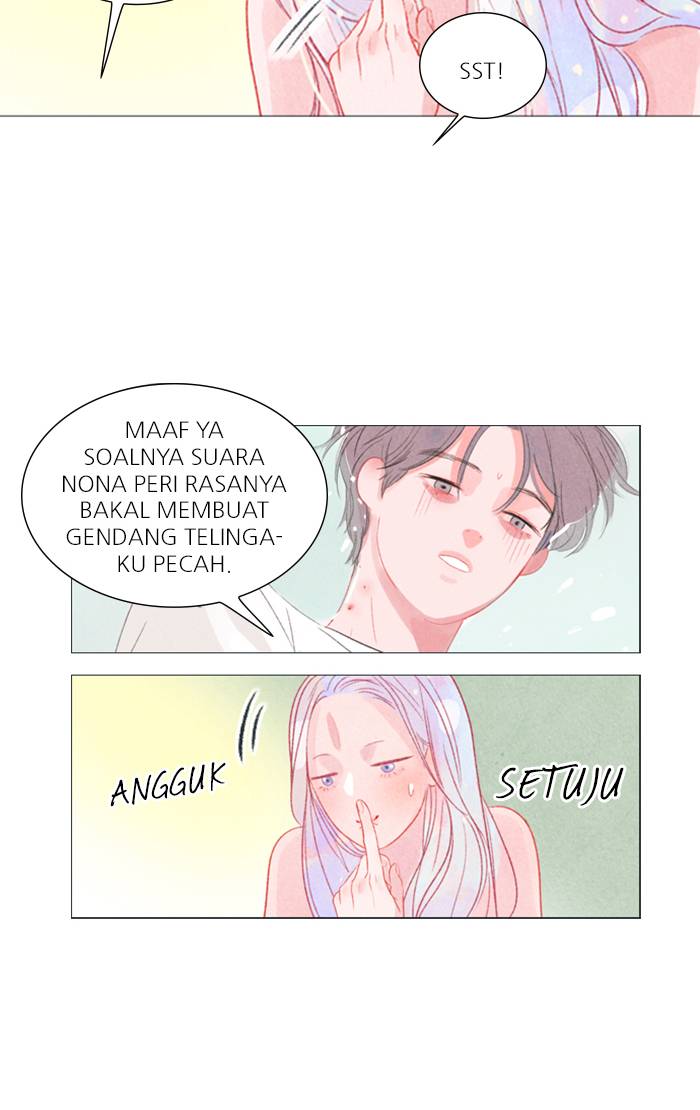 SST!
MAAF YA
SOALNYA SUARA
NONA PERI RASANYA
BAKAL MEMBUAT
GENDANG TELINGA-
KU PECAH.
ANGGUK
SETUJU